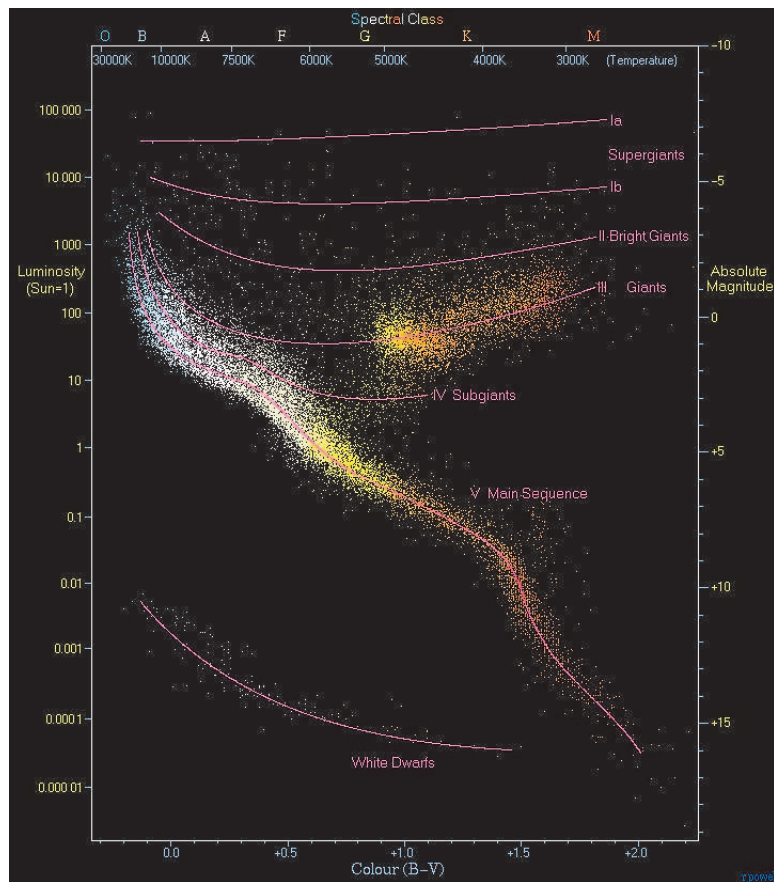 Spectral Class
O B A F G K M
30000K 10000K 7500K 6000K 5000K 4000K 3000K (Temperature)
-10
100 000
Ia
Supergiants
10 000
-5
Ib
1000
II Bright Giants
Luminosity
(Sun=1)
Absolute
Magnitude
III Giants
100
0
10
IV Subgiants
1
+5
V Main Sequence
0.1
0.01
+10
0.001
0.0001
+15
White Dwarfs
0.000 01
0.0 +0.5 +1.0 +1.5 +2.0
Colour (B-V)